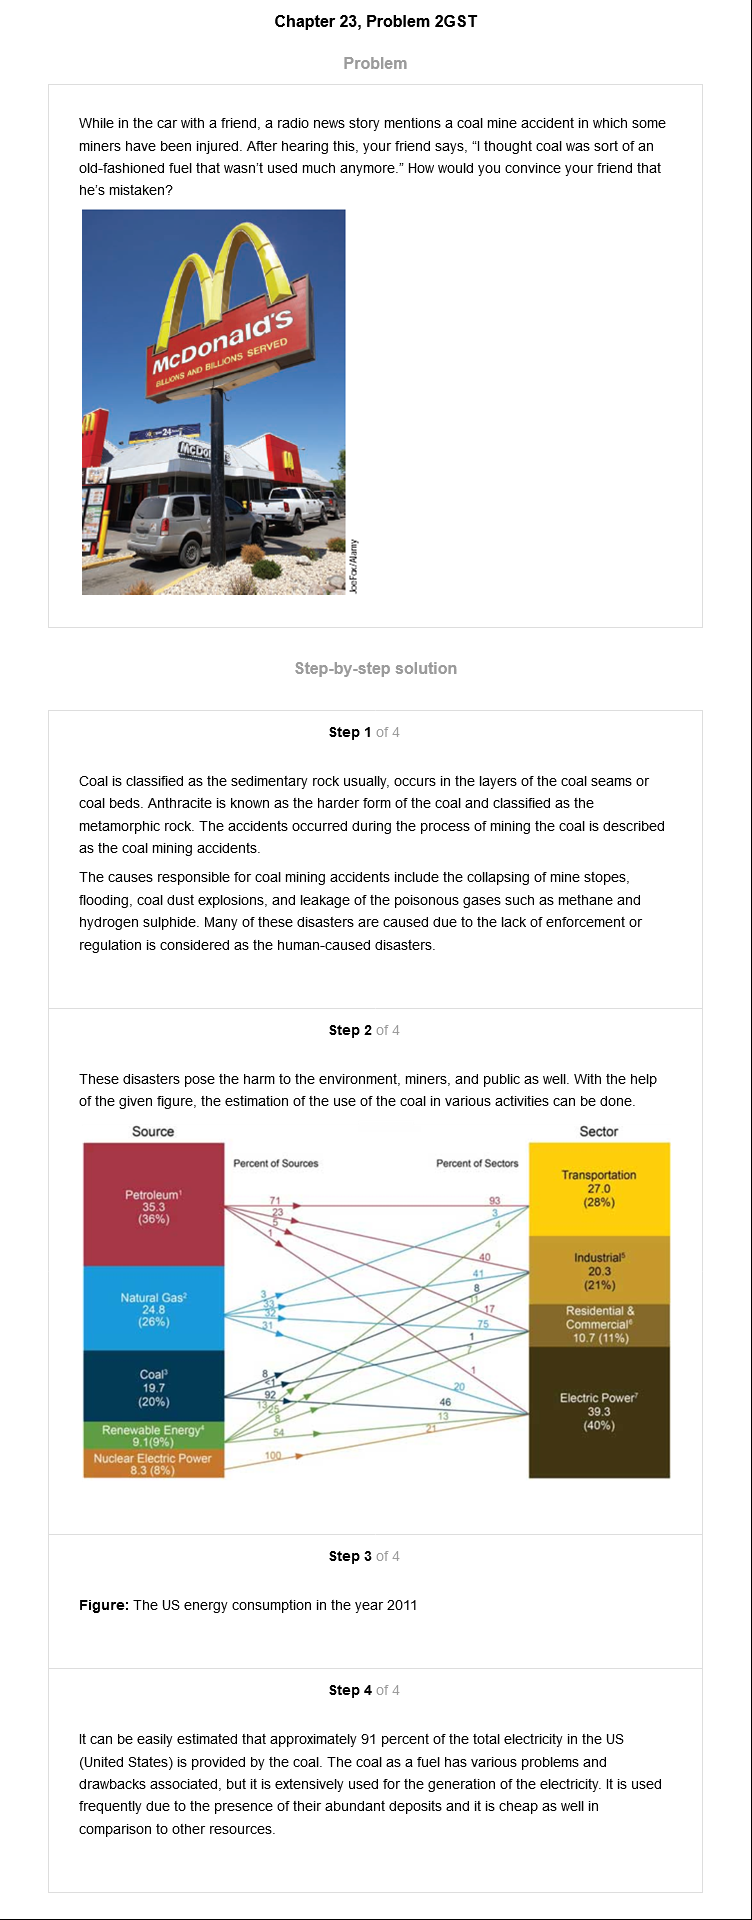 Chapter 23, Problem 2GST
Problem
While in the car with a friend, a radio news story mentions a coal mine accident in which some
miners have been injured. After hearing this, your friend says, “I thought coal was sort of an
old-fashioned fuel that wasn’t used much anymore.” How would you convince your friend that
he’s mistaken?
McDonald's
BILLIONS AND BILLIONS SERVED
24
JoeFox/Alamy
Step-by-step solution
Step 1 of 4
Coal is classified as the sedimentary rock usually, occurs in the layers of the coal seams or
coal beds. Anthracite is known as the harder form of the coal and classified as the
metamorphic rock. The accidents occurred during the process of mining the coal is described
as the coal mining accidents.
The causes responsible for coal mining accidents include the collapsing of mine stopes,
flooding, coal dust explosions, and leakage of the poisonous gases such as methane and
hydrogen sulphide. Many of these disasters are caused due to the lack of enforcement or
regulation is considered as the human-caused disasters.
Step 2 of 4
These disasters pose the harm to the environment, miners, and public as well. With the help
of the given figure, the estimation of the use of the coal in various activities can be done.
Source
Sector
Percent of Sources
Percent of Sectors
Petroleum¹
35.3
(36%)
Natural Gas²
24.8
(26%)
Coal³
19.7
(20%)
Renewable Energy⁴
9.1(9%)
Nuclear Electric Power
8.3 (8%)
71
23
5
1
3
33
32
31
8
<1
92
13
25
8
54
100
93
3
4
40
41
8
11
17
75
1
7
1
20
46
13
21
Transportation
27.0
(28%)
Industrial⁵
20.3
(21%)
Residential &
Commercial⁶
10.7 (11%)
Electric Power⁷
39.3
(40%)
Step 3 of 4
Figure: The US energy consumption in the year 2011
Step 4 of 4
It can be easily estimated that approximately 91 percent of the total electricity in the US
(United States) is provided by the coal. The coal as a fuel has various problems and
drawbacks associated, but it is extensively used for the generation of the electricity. It is used
frequently due to the presence of their abundant deposits and it is cheap as well in
comparison to other resources.